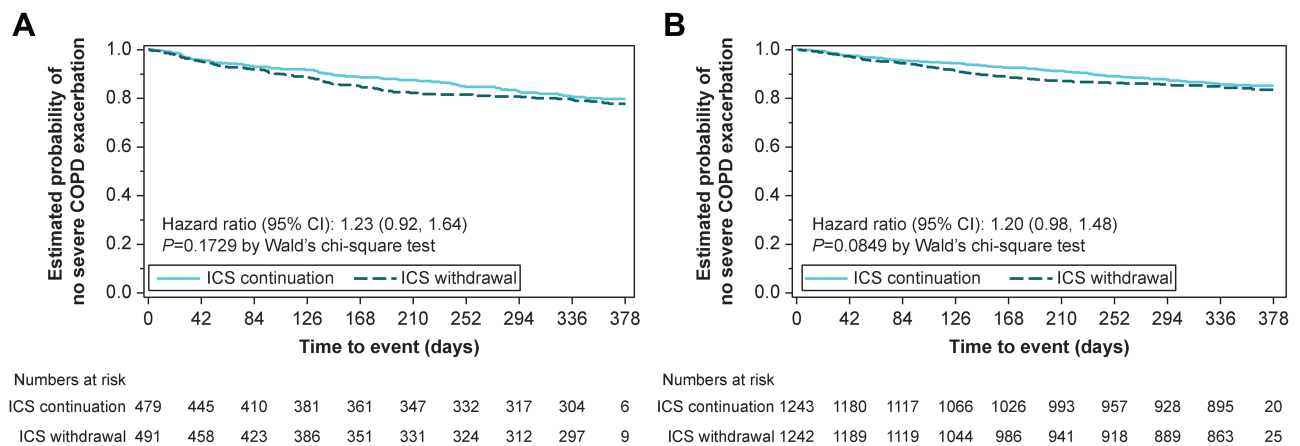 A
Estimated probability of
no severe COPD exacerbation
1.0
0.8
0.6
0.4
0.2
0.0
Hazard ratio (95% CI): 1.23 (0.92, 1.64)
P=0.1729 by Wald's chi-square test
ICS continuation ICS withdrawal
0 42 84 126 168 210 252 294 336 378
Time to event (days)
Numbers at risk
ICS continuation 479 445 410 381 361 347 332 317 304 6
ICS withdrawal 491 458 423 386 351 331 324 312 297 9
B
Estimated probability of
no severe COPD exacerbation
1.0
0.8
0.6
0.4
0.2
0.0
Hazard ratio (95% CI): 1.20 (0.98, 1.48)
P=0.0849 by Wald's chi-square test
ICS continuation ICS withdrawal
0 42 84 126 168 210 252 294 336 378
Time to event (days)
Numbers at risk
ICS continuation 1243 1180 1117 1066 1026 993 957 928 895 20
ICS withdrawal 1242 1189 1119 1044 986 941 918 889 863 25